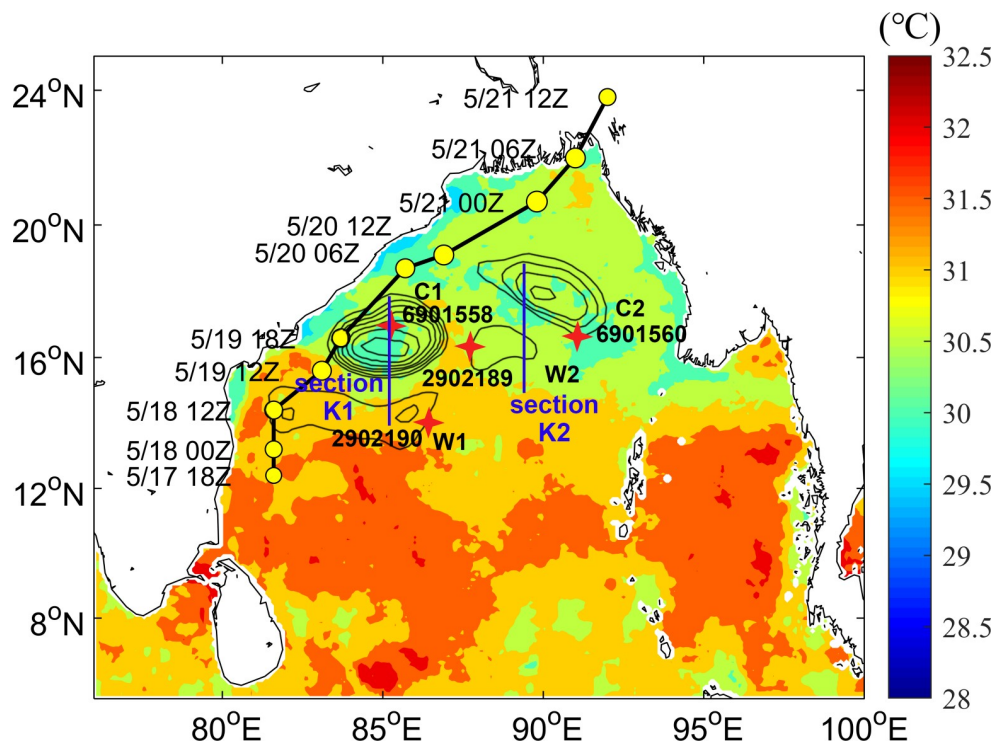 (°C)
32.5
32
31.5
31
30.5
30
29.5
29
28.5
28
24°N
20°N
16°N
12°N
8°N
80°E
85°E
90°E
95°E
100°E
5/21 12Z
5/21 06Z
5/21 00Z
5/20 12Z
5/20 06Z
5/19 18Z
5/19 12Z
5/18 12Z
5/18 00Z
5/17 18Z
C1
6901558
C2
6901560
2902189
W2
section
K1
section
K2
2902190
W1